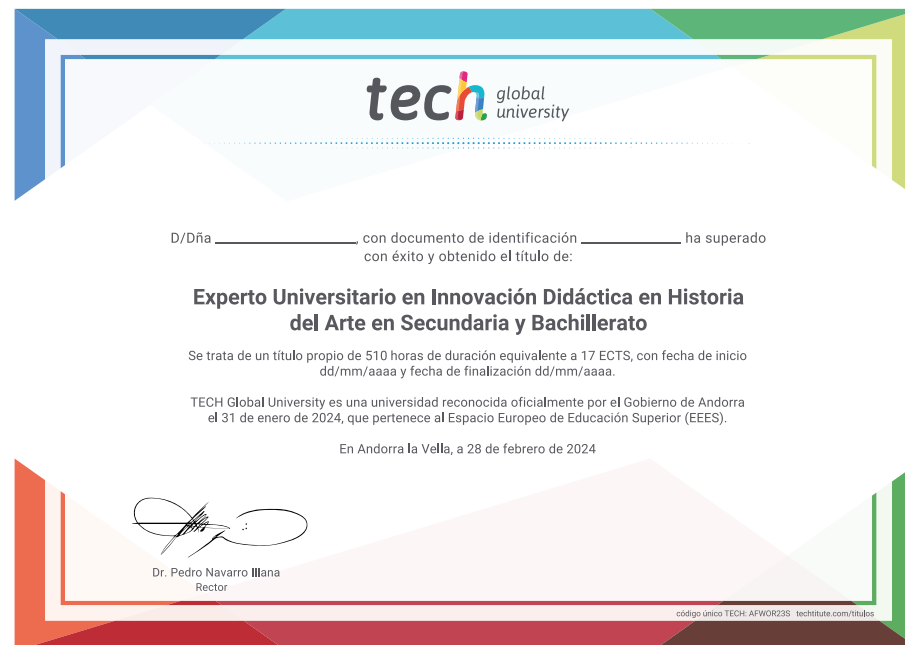 tech global university
D/Dña ________________, con documento de identificación ____________ ha superado
con éxito y obtenido el título de:
Experto Universitario en Innovación Didáctica en Historia
del Arte en Secundaria y Bachillerato
Se trata de un título propio de 510 horas de duración equivalente a 17 ECTS, con fecha de inicio
dd/mm/aaaa y fecha de finalización dd/mm/aaaa.
TECH Global University es una universidad reconocida oficialmente por el Gobierno de Andorra
el 31 de enero de 2024, que pertenece al Espacio Europeo de Educación Superior (EEES).
En Andorra la Vella, a 28 de febrero de 2024
Dr. Pedro Navarro Illana
Rector
código único TECH: AFWOR23S techtitute.com/titulos